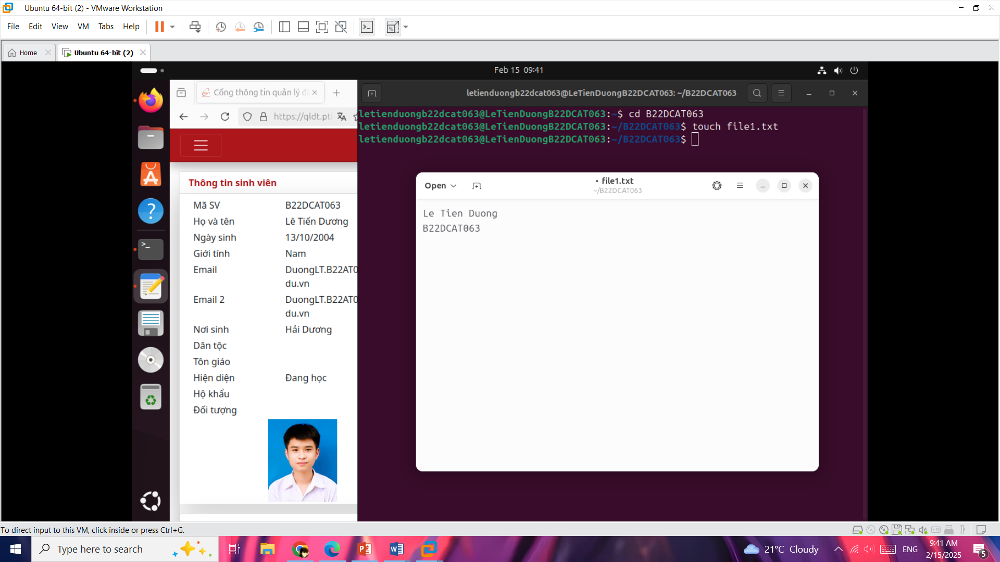 Ubuntu 64-bit (2) - VMware Workstation
File Edit View VM Tabs Help
Home
Ubuntu 64-bit (2)
Feb 15 09:41
Cổng thông tin quản lý đà
https://qldt.pti
letienduongb22dcat063@LeTienDuongB22DCAT063: ~/B22DCAT063
letienduongb22dcat063@LeTienDuongB22DCAT063:~$ cd B22DCAT063
letienduongb22dcat063@LeTienDuongB22DCAT063:~/B22DCAT063$ touch file1.txt
letienduongb22dcat063@LeTienDuongB22DCAT063:~/B22DCAT063$
Thông tin sinh viên
Mã SV B22DCAT063
Họ và tên Lê Tiến Dương
Ngày sinh 13/10/2004
Giới tính Nam
Email DuongLT.B22AT0
du.vn
Email 2 DuongLT.B22AT0
du.vn
Nơi sinh Hải Dương
Dân tộc
Tôn giáo
Hiện diện Đang học
Hộ khẩu
Đối tượng
Open
• file1.txt
~/B22DCAT063
Le Tien Duong
B22DCAT063
To direct input to this VM, click inside or press Ctrl+G.
Type here to search
21°C Cloudy
ENG
9:41 AM
2/15/2025
5